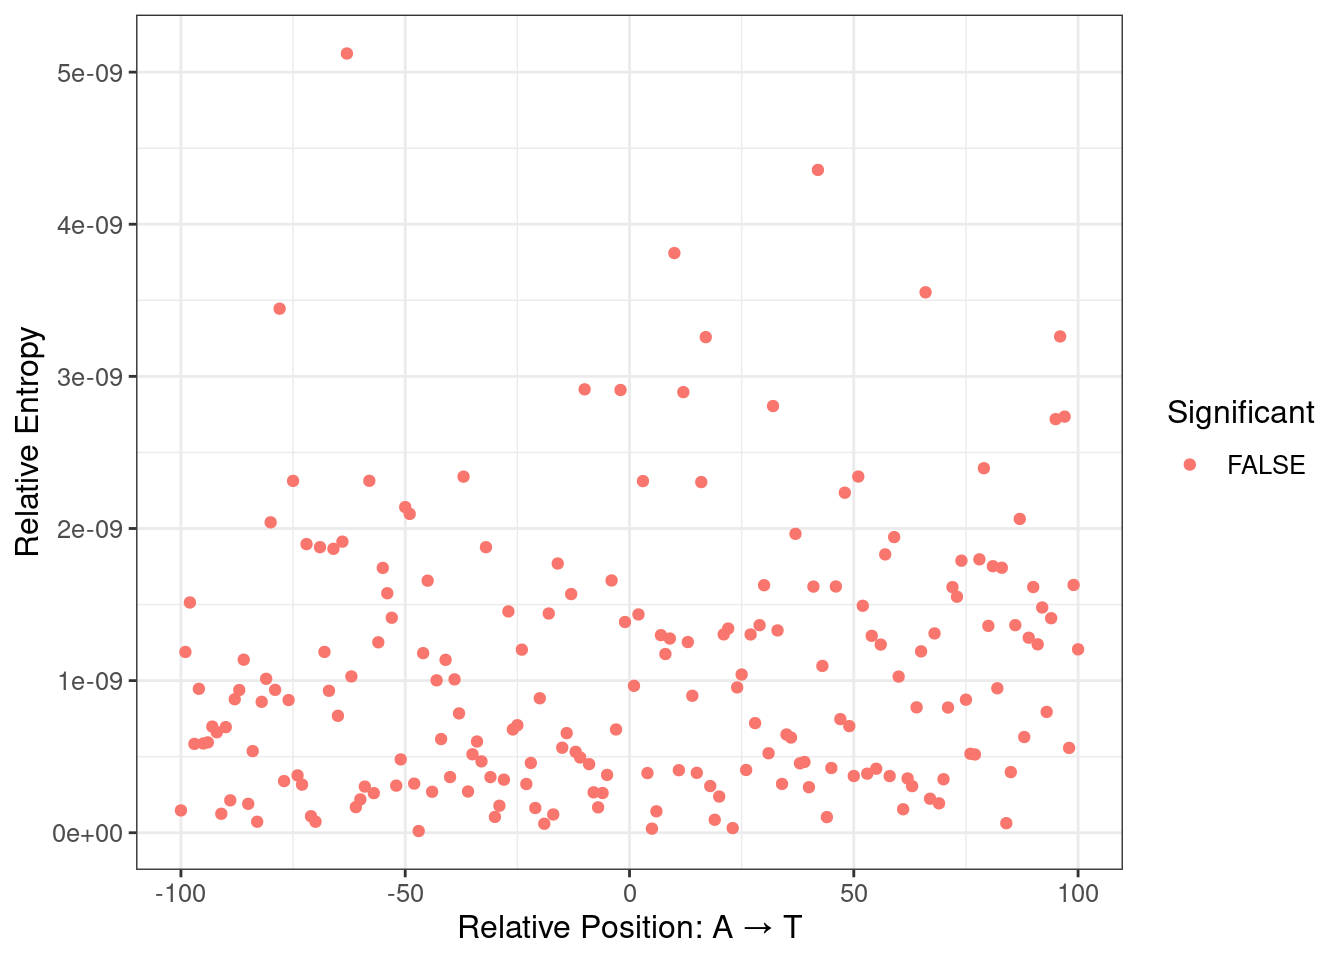 5e-09
4e-09
3e-09
2e-09
1e-09
0e+00
Relative Entropy
-100
-50
0
50
100
Relative Position: A → T
Significant
FALSE